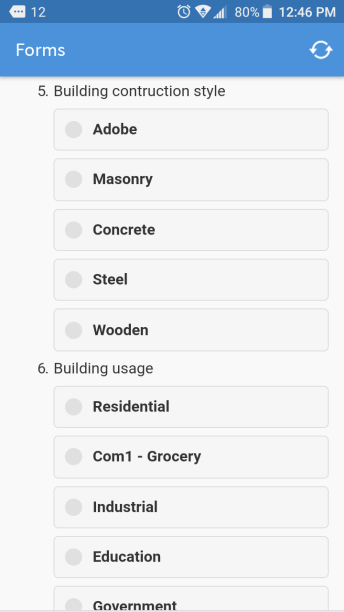 12 80% 12:46 PM
Forms
5. Building contruction style
Adobe
Masonry
Concrete
Steel
Wooden
6. Building usage
Residential
Com1 - Grocery
Industrial
Education
Government